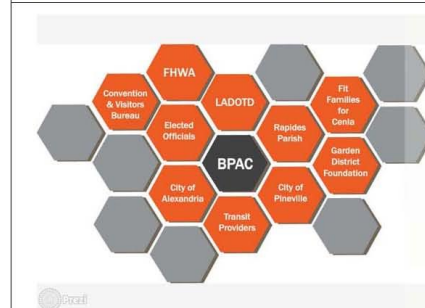 FHWA
Convention
& Visitors
Bureau
LADOTD
Fit
Families
for
Cenla
Elected
Officials
Rapides
Parish
BPAC
Garden
District
Foundation
City of
Alexandria
City of
Pineville
Transit
Providers
Prezi